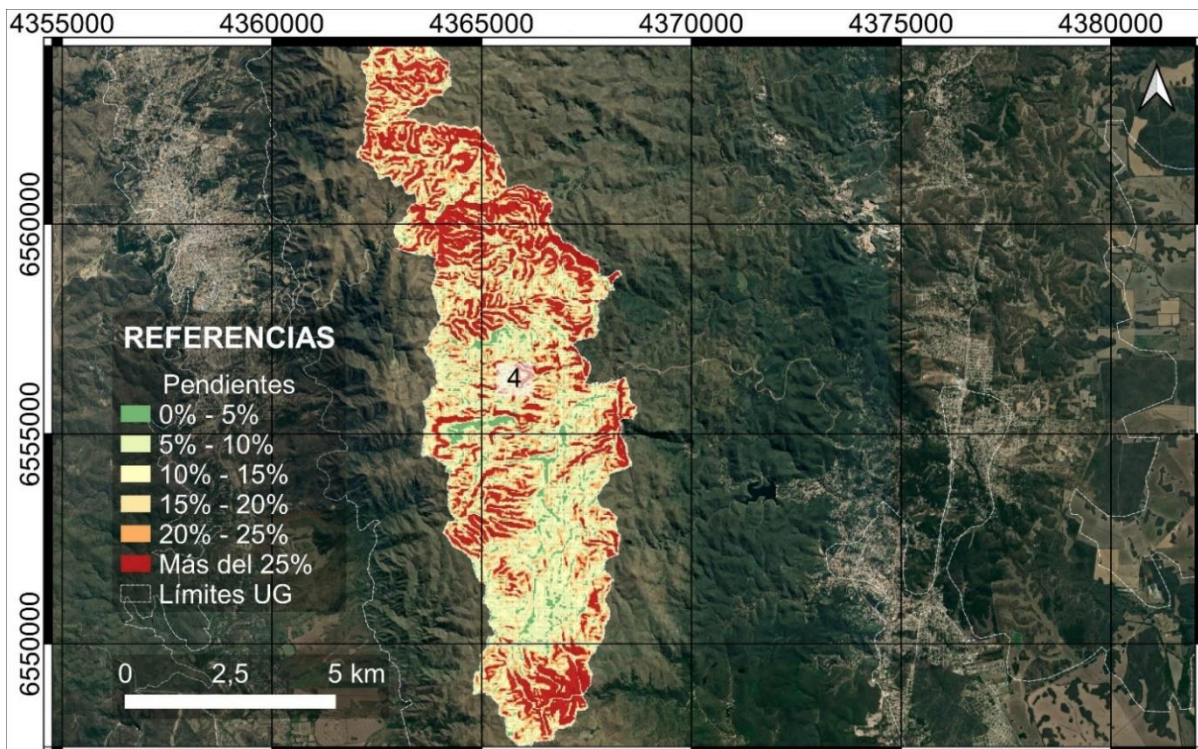 4355000 4360000 4365000 4370000 4375000 4380000
6560000
6555000
6550000
REFERENCIAS
Pendientes
0% - 5%
5% - 10%
10% - 15%
15% - 20%
20% - 25%
Más del 25%
Límites UG
0 2,5 5 km
4